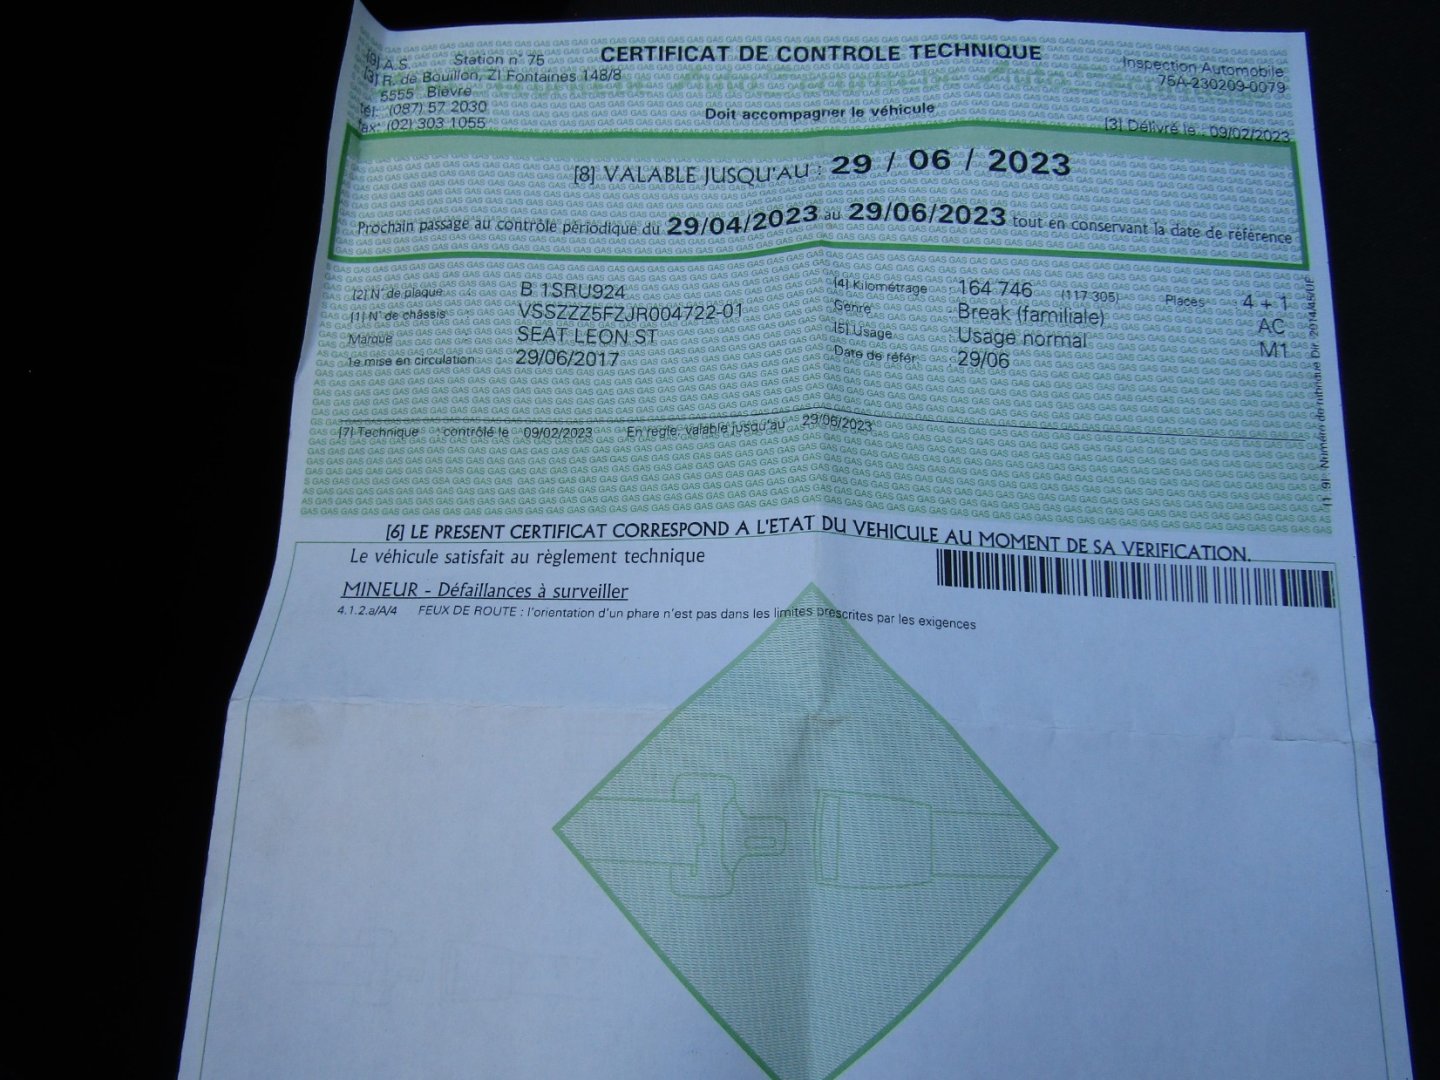 CERTIFICAT DE CONTROLE TECHNIQUE
[9] A.S. Station n° 75
[3] R. de Bouillon, ZI Fontaines 148/8
5555 Bièvre
Tél: (087) 57 2030
Fax: (02) 303 1055
Inspection Automobile
75A-230209-0079
Doit accompagner le véhicule
[3] Délivré le : 09/02/2023
[8] VALABLE JUSQU'AU : 29 / 06 / 2023
Prochain passage au contrôle périodique du 29/04/2023 au 29/06/2023 tout en conservant la date de référence
[2] N° de plaque : B 1SRU924
[1] N° de châssis : VSSZZZ5FZJR004722-01
Marque : SEAT LEON ST
1e mise en circulation : 29/06/2017
[4] Kilométrage : 164 746 (117 305) Places 4 + 1
Genre : Break (familiale) AC
[5] Usage : Usage normal M1
Date de référ. : 29/06
[7] Technique : contrôlé le 09/02/2023 En règle, valable jusqu'au 29/06/2023
[6] LE PRESENT CERTIFICAT CORRESPOND A L'ETAT DU VEHICULE AU MOMENT DE SA VERIFICATION.
Le véhicule satisfait au règlement technique
MINEUR - Défaillances à surveiller
4.1.2.a/A/4 FEUX DE ROUTE : l'orientation d'un phare n'est pas dans les limites prescrites par les exigences